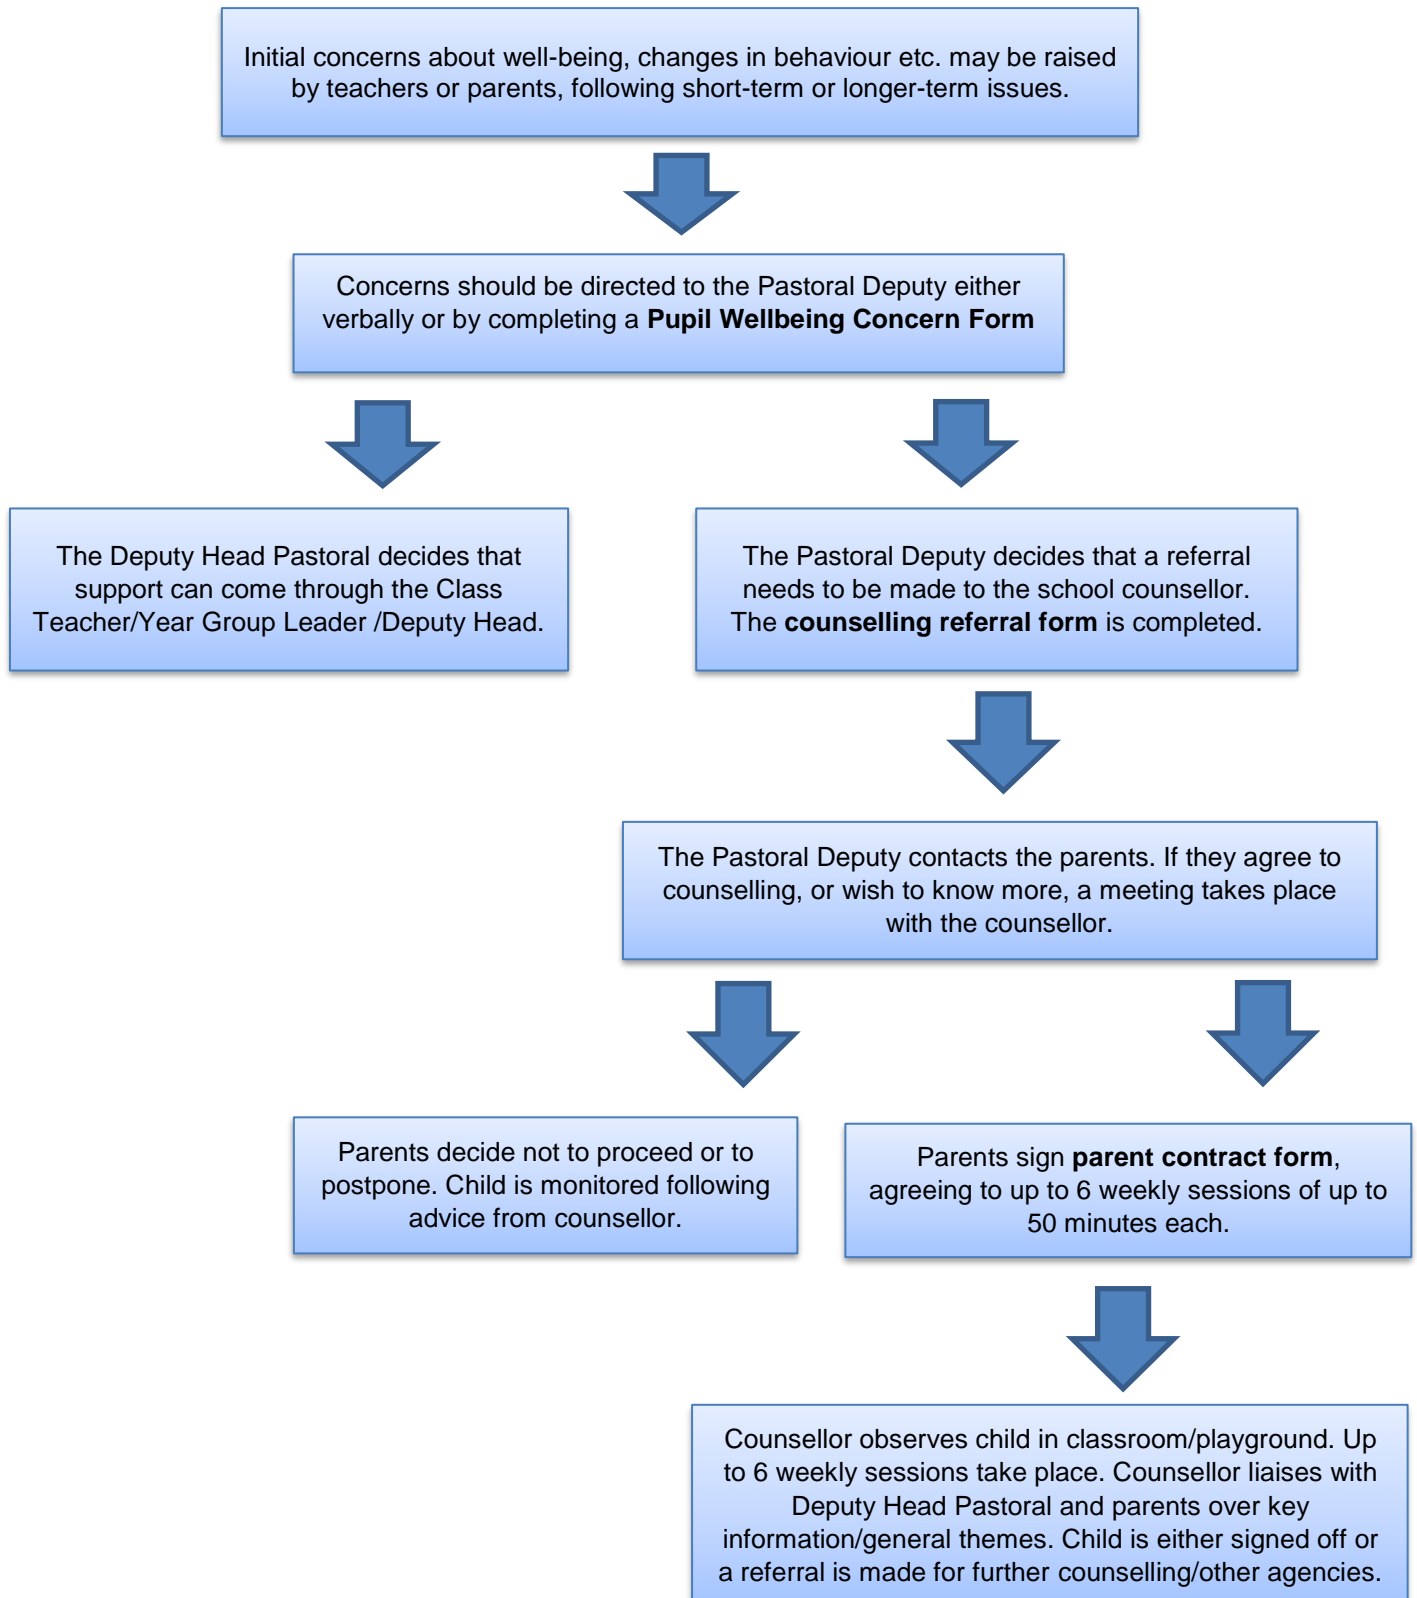 Initial concerns about well-being, changes in behaviour etc. may be raised
by teachers or parents, following short-term or longer-term issues.
Concerns should be directed to the Pastoral Deputy either
verbally or by completing a Pupil Wellbeing Concern Form
The Deputy Head Pastoral decides that
support can come through the Class
Teacher/Year Group Leader /Deputy Head.
The Pastoral Deputy decides that a referral
needs to be made to the school counsellor.
The counselling referral form is completed.
The Pastoral Deputy contacts the parents. If they agree to
counselling, or wish to know more, a meeting takes place
with the counsellor.
Parents decide not to proceed or to
postpone. Child is monitored following
advice from counsellor.
Parents sign parent contract form,
agreeing to up to 6 weekly sessions of up to
50 minutes each.
Counsellor observes child in classroom/playground. Up
to 6 weekly sessions take place. Counsellor liaises with
Deputy Head Pastoral and parents over key
information/general themes. Child is either signed off or
a referral is made for further counselling/other agencies.